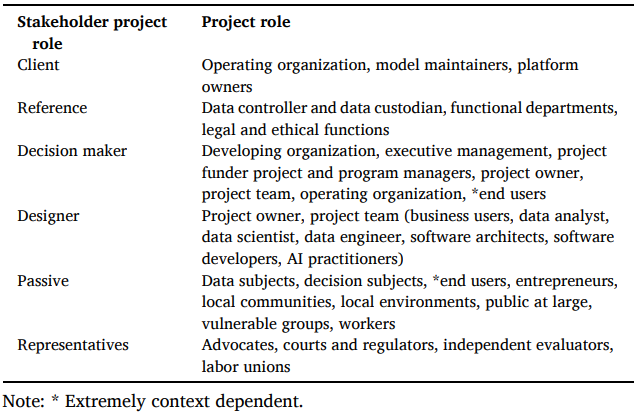 Stakeholder project role Project role
Client Operating organization, model maintainers, platform owners
Reference Data controller and data custodian, functional departments, legal and ethical functions
Decision maker Developing organization, executive management, project funder project and program managers, project owner, project team, operating organization, *end users
Designer Project owner, project team (business users, data analyst, data scientist, data engineer, software architects, software developers, AI practitioners)
Passive Data subjects, decision subjects, *end users, entrepreneurs, local communities, local environments, public at large, vulnerable groups, workers
Representatives Advocates, courts and regulators, independent evaluators, labor unions
Note: * Extremely context dependent.